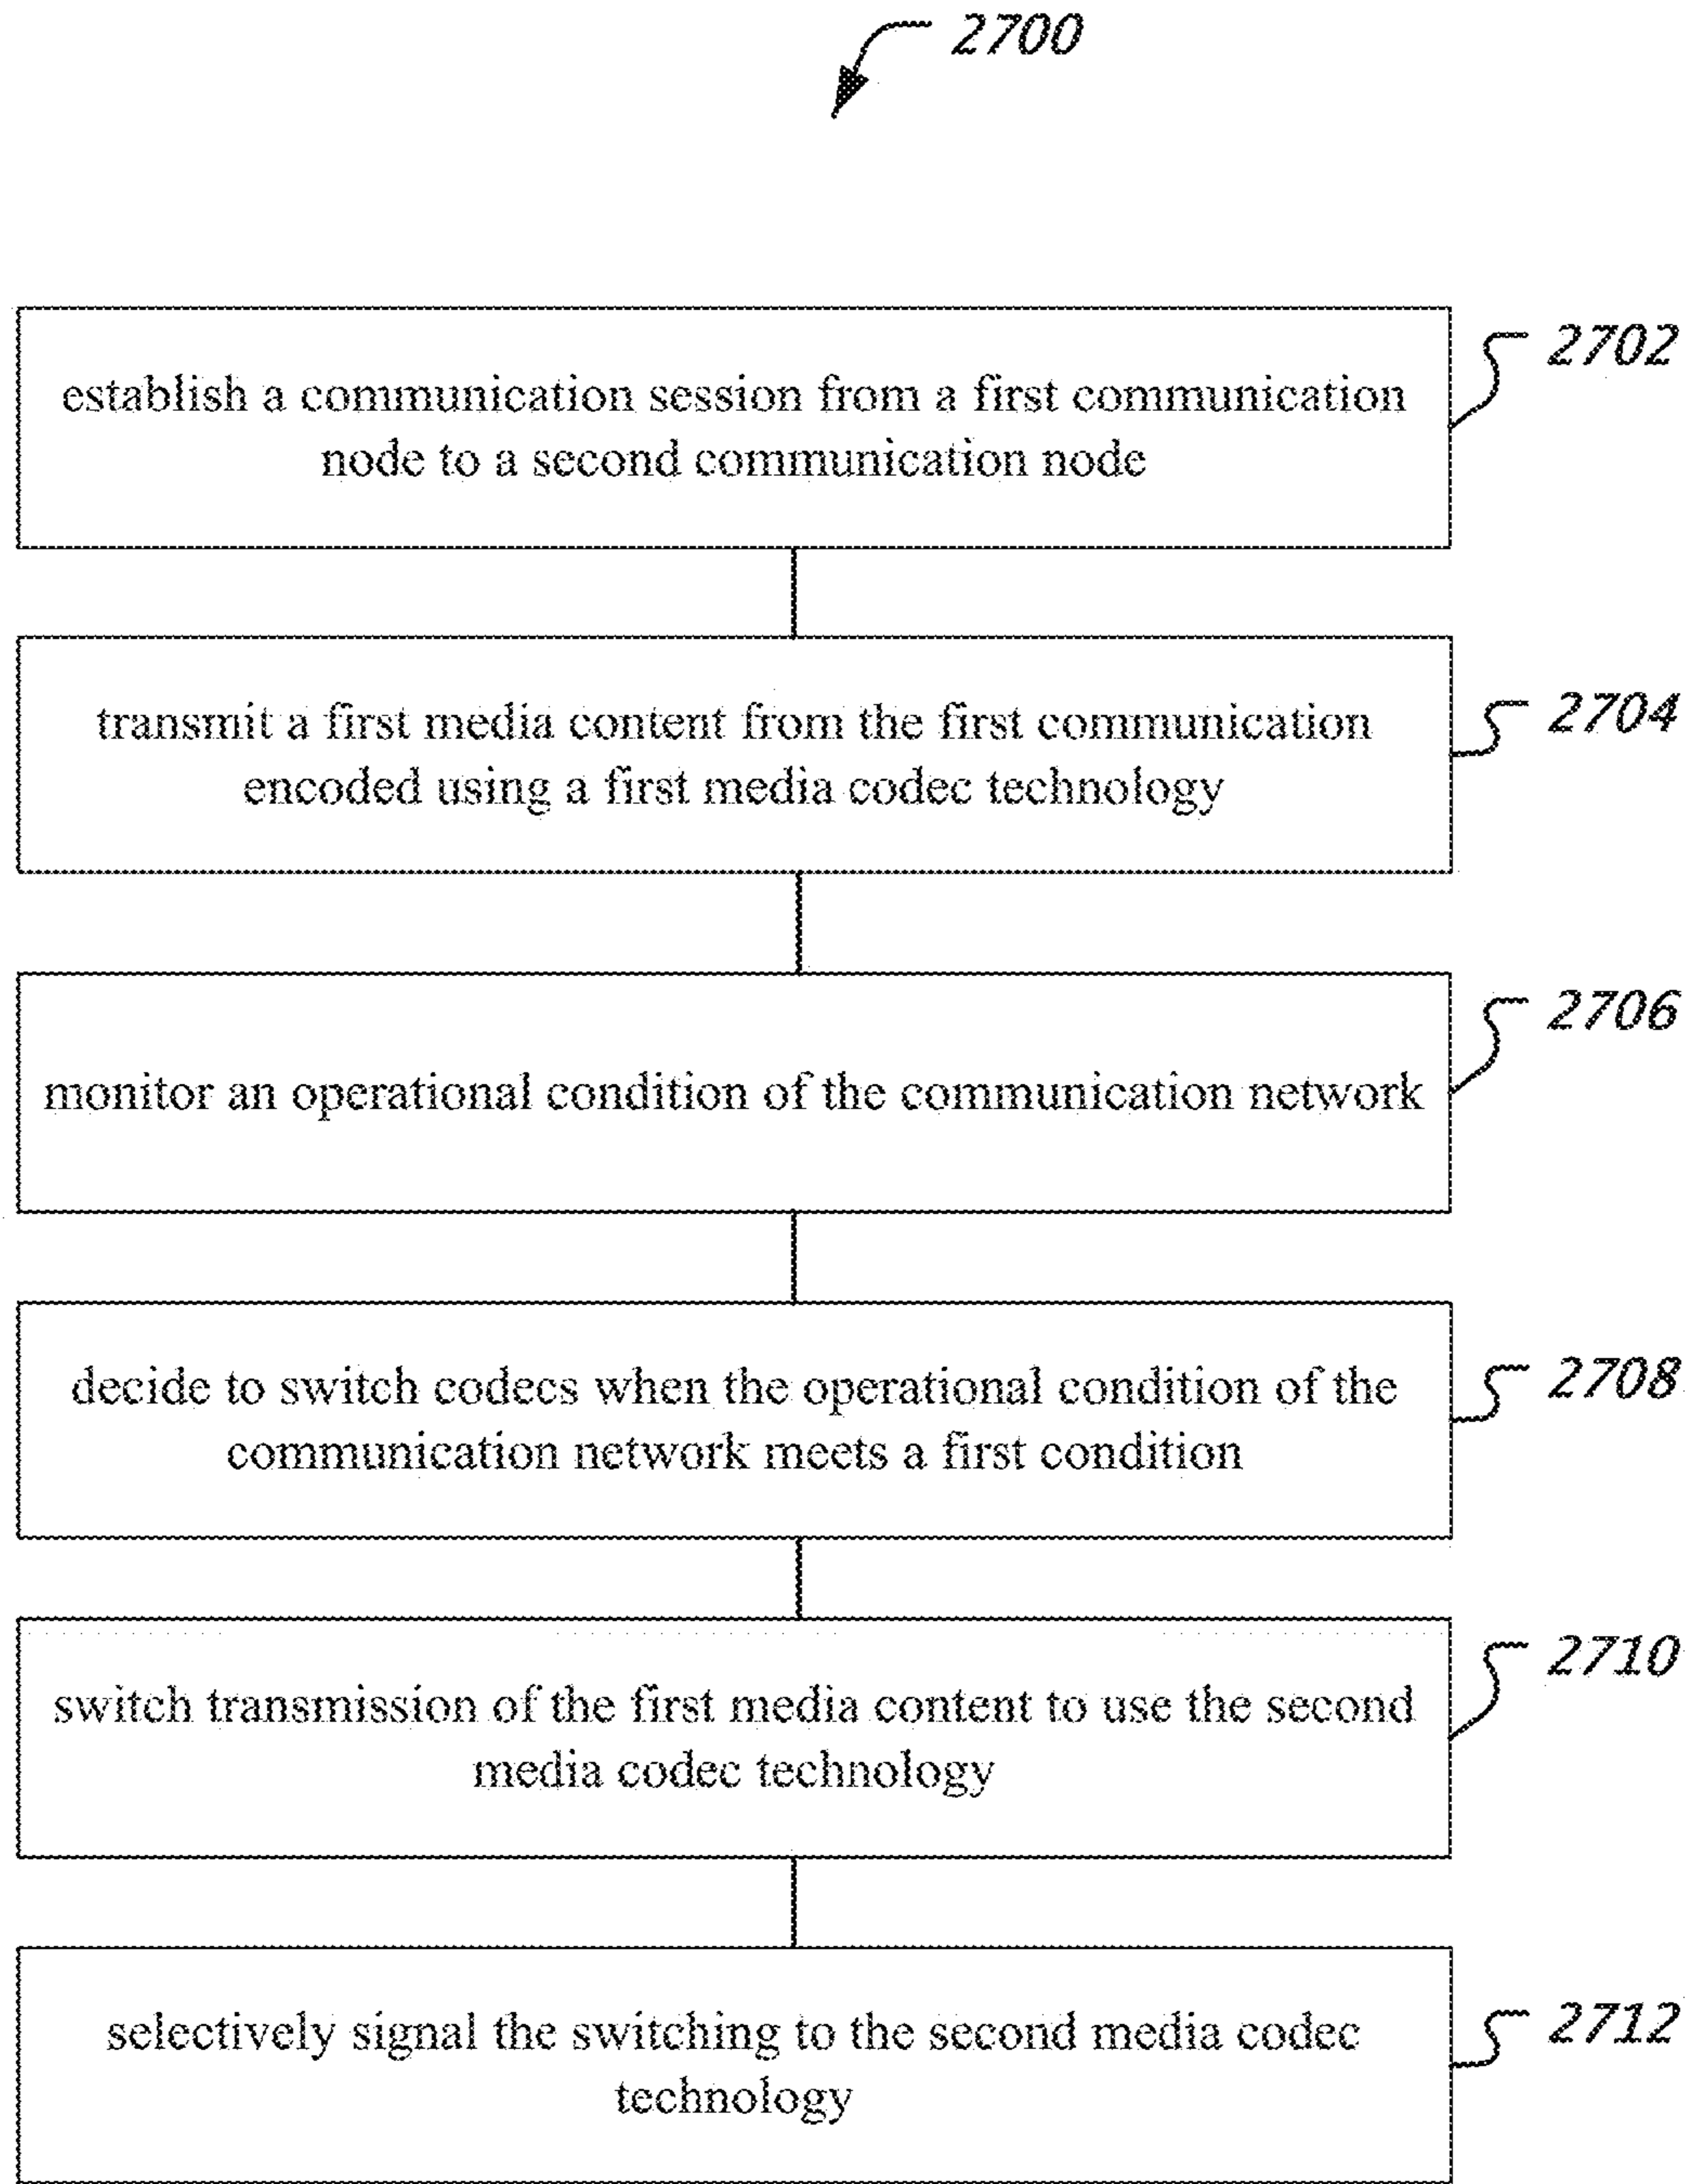 2700
establish a communication session from a first communication
node to a second communication node
2702
transmit a first media content from the first communication
encoded using a first media codec technology
2704
monitor an operational condition of the communication network
2706
decide to switch codecs when the operational condition of the
communication network meets a first condition
2708
switch transmission of the first media content to use the second
media codec technology
2710
selectively signal the switching to the second media codec
technology
2712